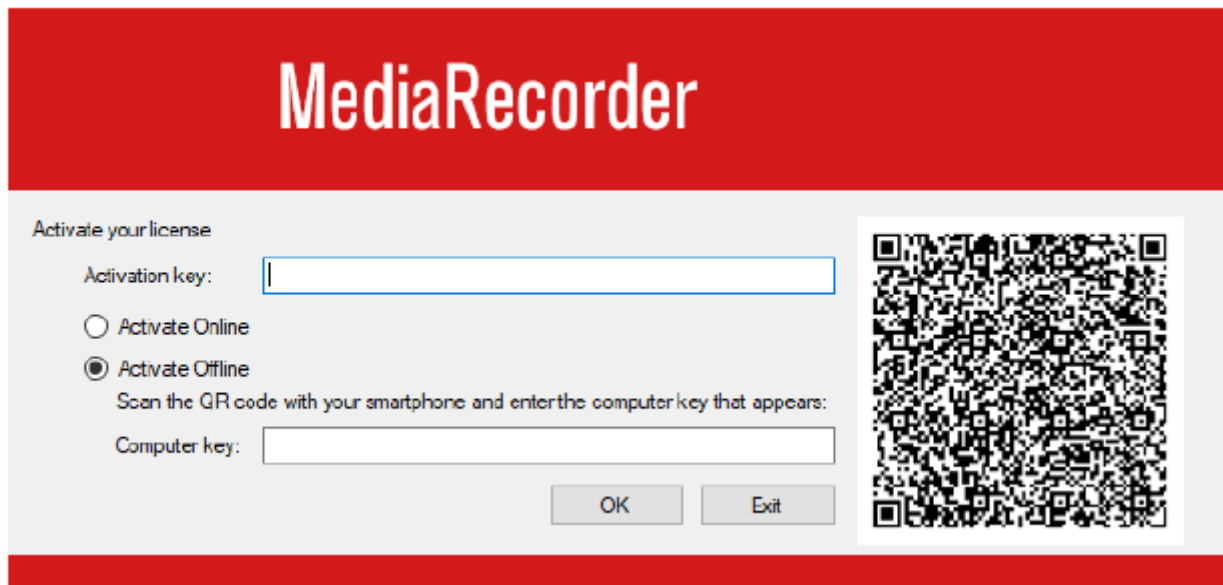 MediaRecorder
Activate your license
Activation key:
Activate Online
Activate Offline
Scan the QR code with your smartphone and enter the computer key that appears:
Computer key:
OK
Exit